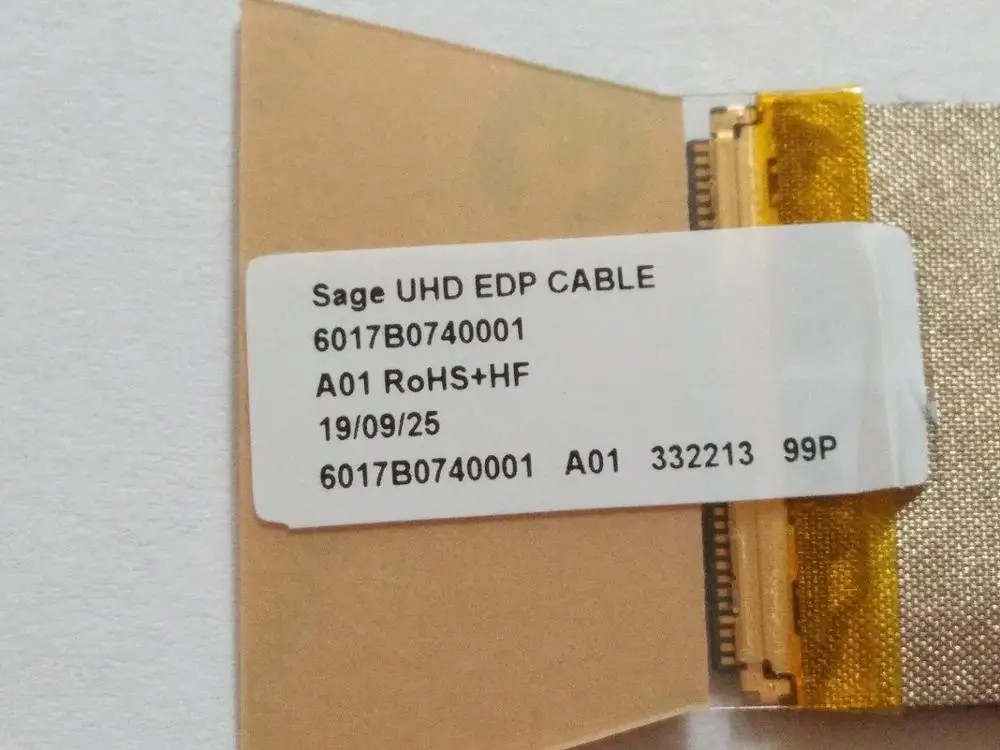 Sage UHD EDP CABLE
6017B0740001
A01 RoHS+HF
19/09/25
6017B0740001 A01 332213 99P